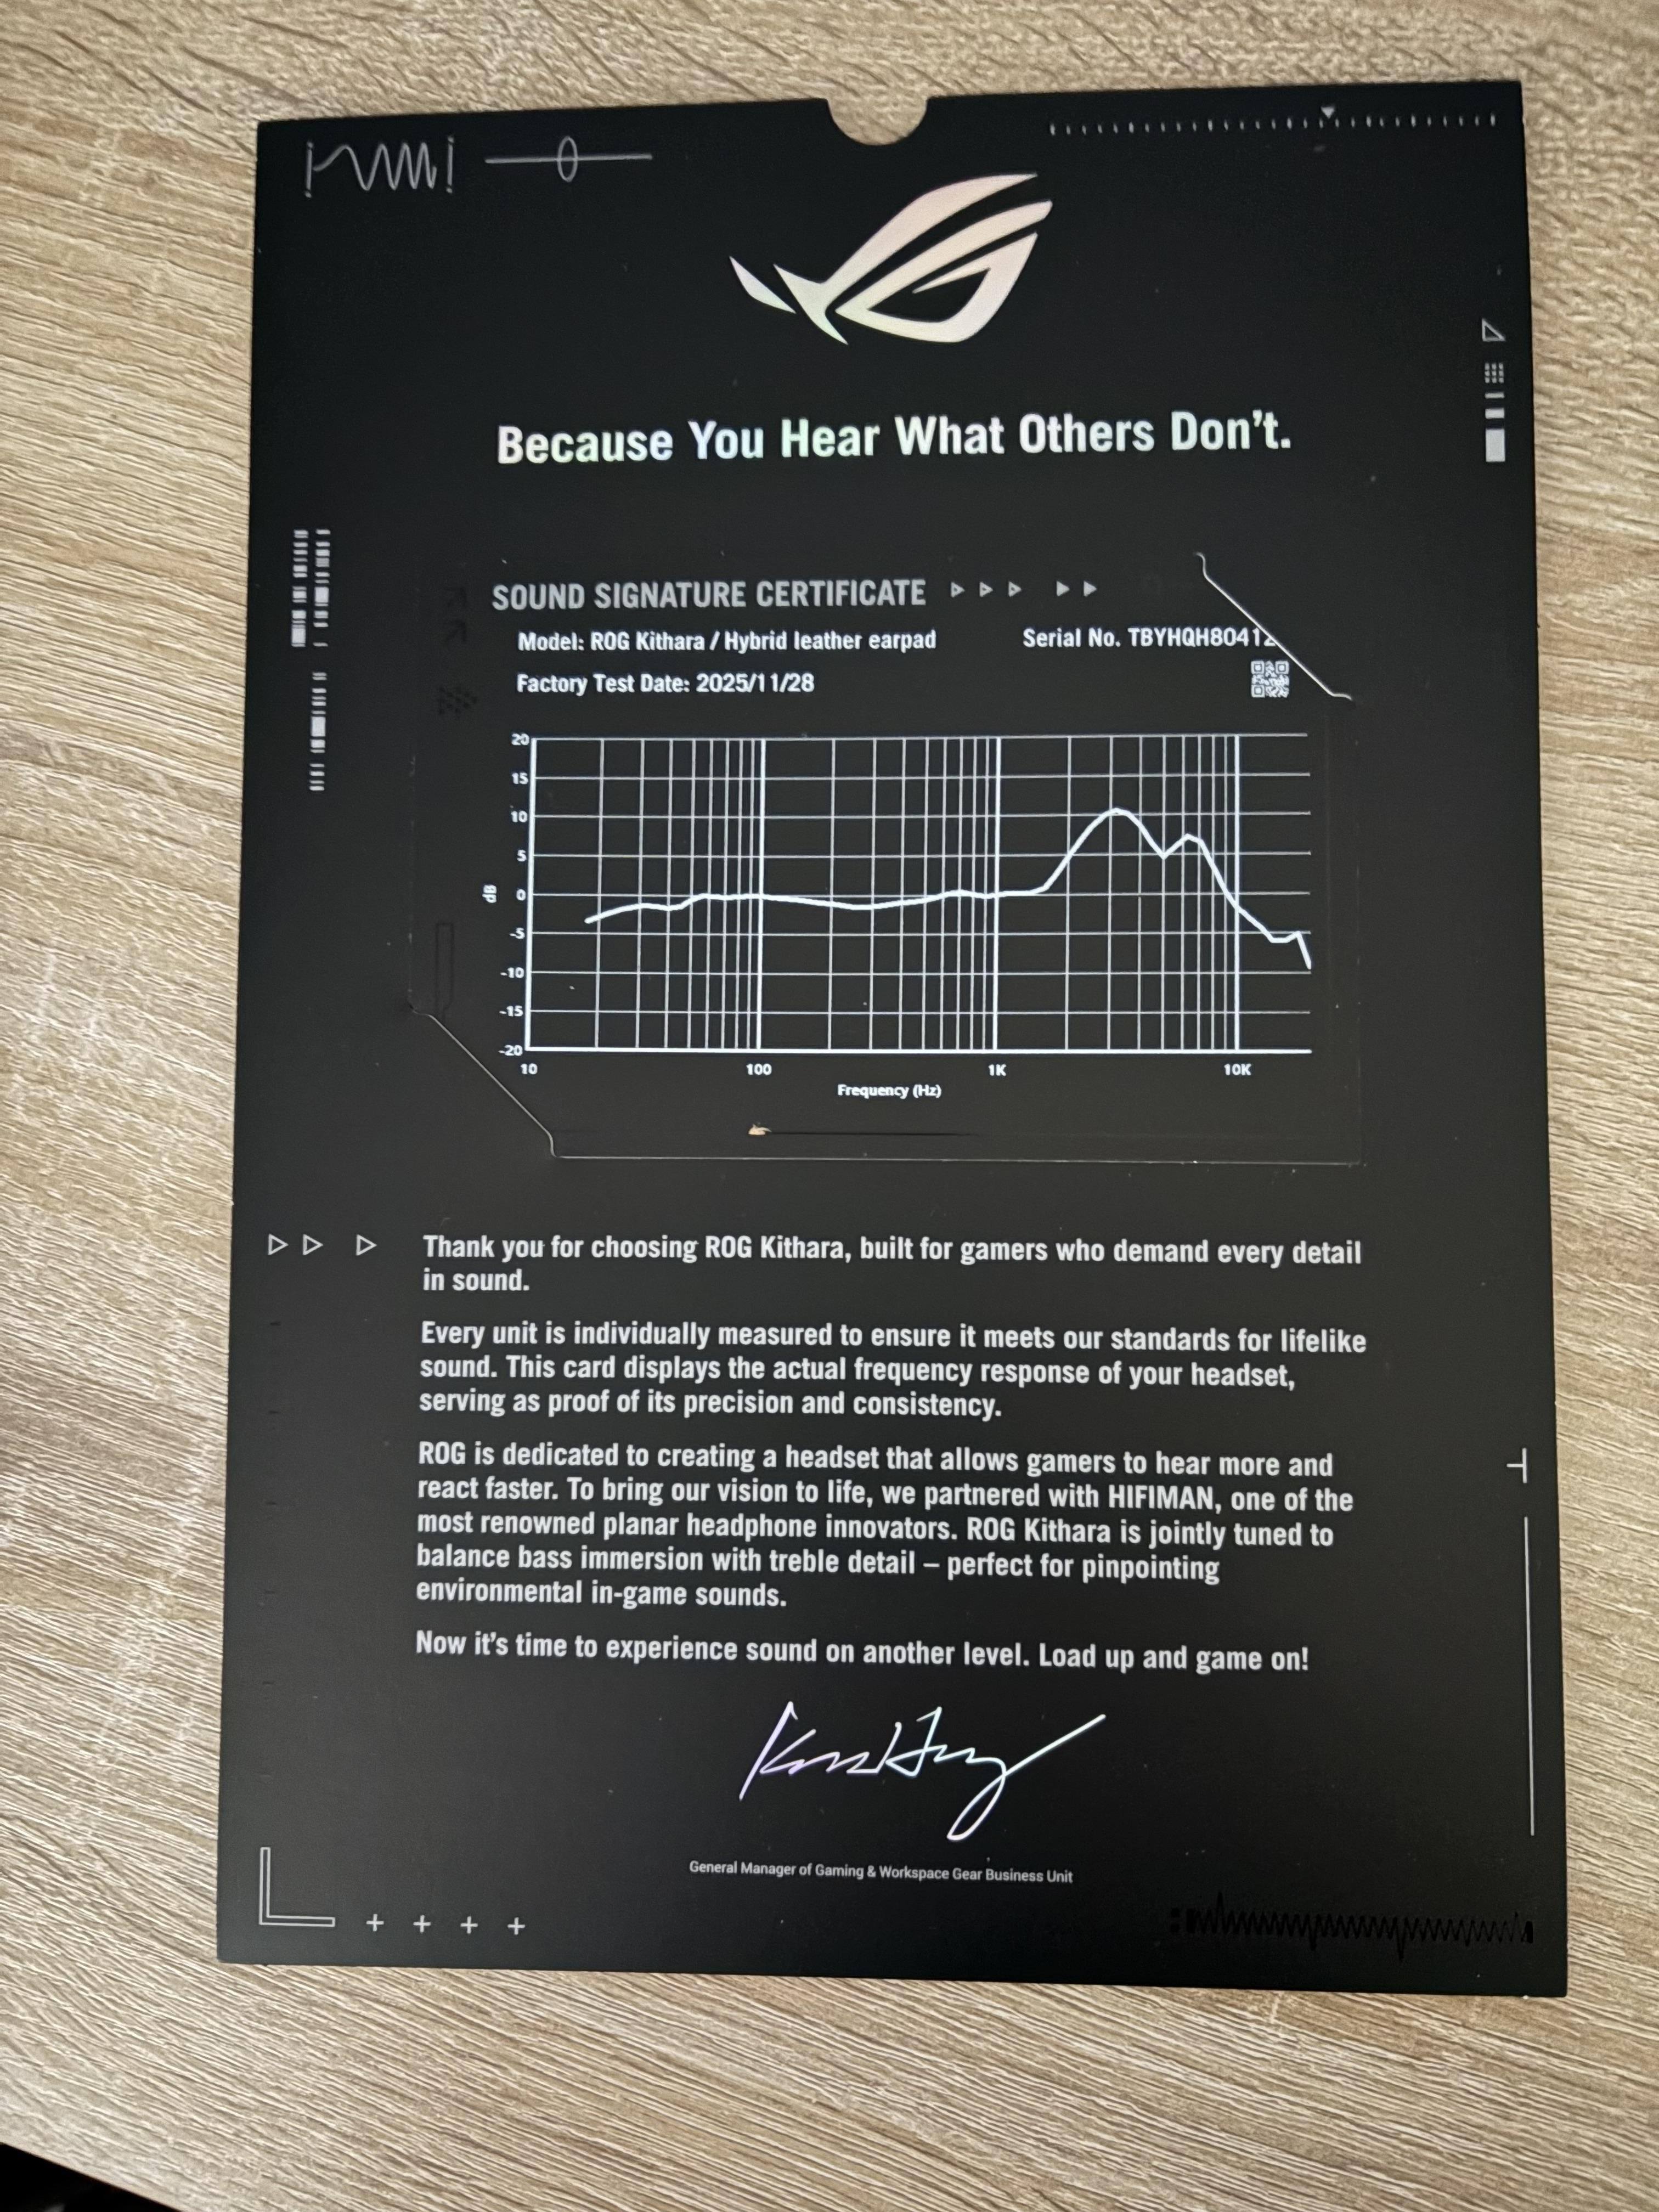 Because You Hear What Others Don't.
SOUND SIGNATURE CERTIFICATE
Model: ROG Kithara / Hybrid leather earpad
Serial No. TBYHQH80412
Factory Test Date: 2025/11/28
20
15
10
5
0
-5
-10
-15
-20
dB
10
100
1K
10K
Frequency (Hz)
Thank you for choosing ROG Kithara, built for gamers who demand every detail
in sound.
Every unit is individually measured to ensure it meets our standards for lifelike
sound. This card displays the actual frequency response of your headset,
serving as proof of its precision and consistency.
ROG is dedicated to creating a headset that allows gamers to hear more and
react faster. To bring our vision to life, we partnered with HIFIMAN, one of the
most renowned planar headphone innovators. ROG Kithara is jointly tuned to
balance bass immersion with treble detail – perfect for pinpointing
environmental in-game sounds.
Now it's time to experience sound on another level. Load up and game on!
General Manager of Gaming & Workspace Gear Business Unit